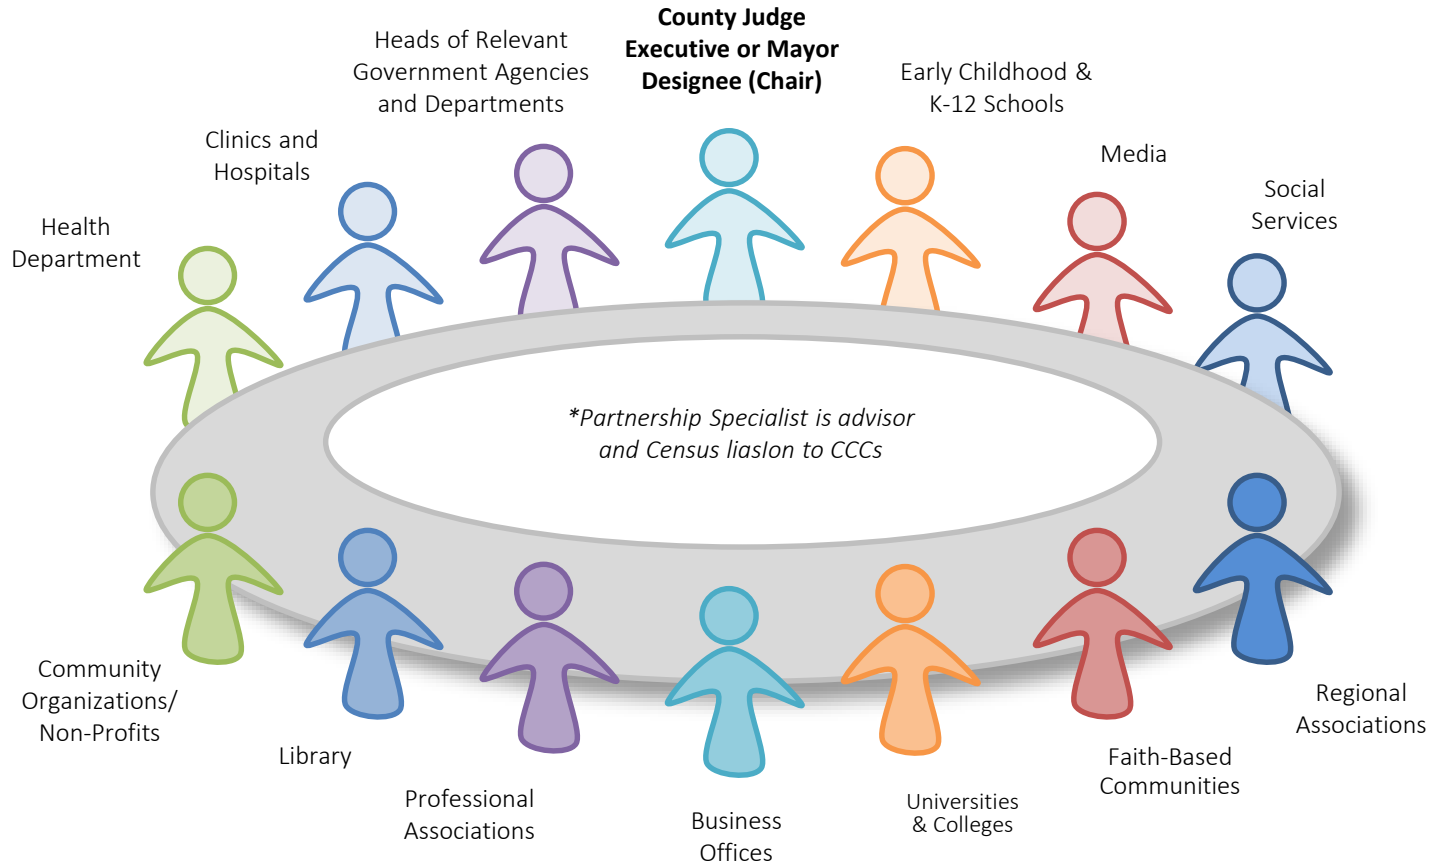 County Judge
Executive or Mayor
Designee (Chair)
Heads of Relevant
Government Agencies
and Departments
Early Childhood &
K-12 Schools
Clinics and
Hospitals
Media
Social
Services
Health
Department
*Partnership Specialist is advisor
and Census liasIon to CCCs
Community
Organizations/
Non-Profits
Library
Professional
Associations
Business
Offices
Universities
& Colleges
Faith-Based
Communities
Regional
Associations